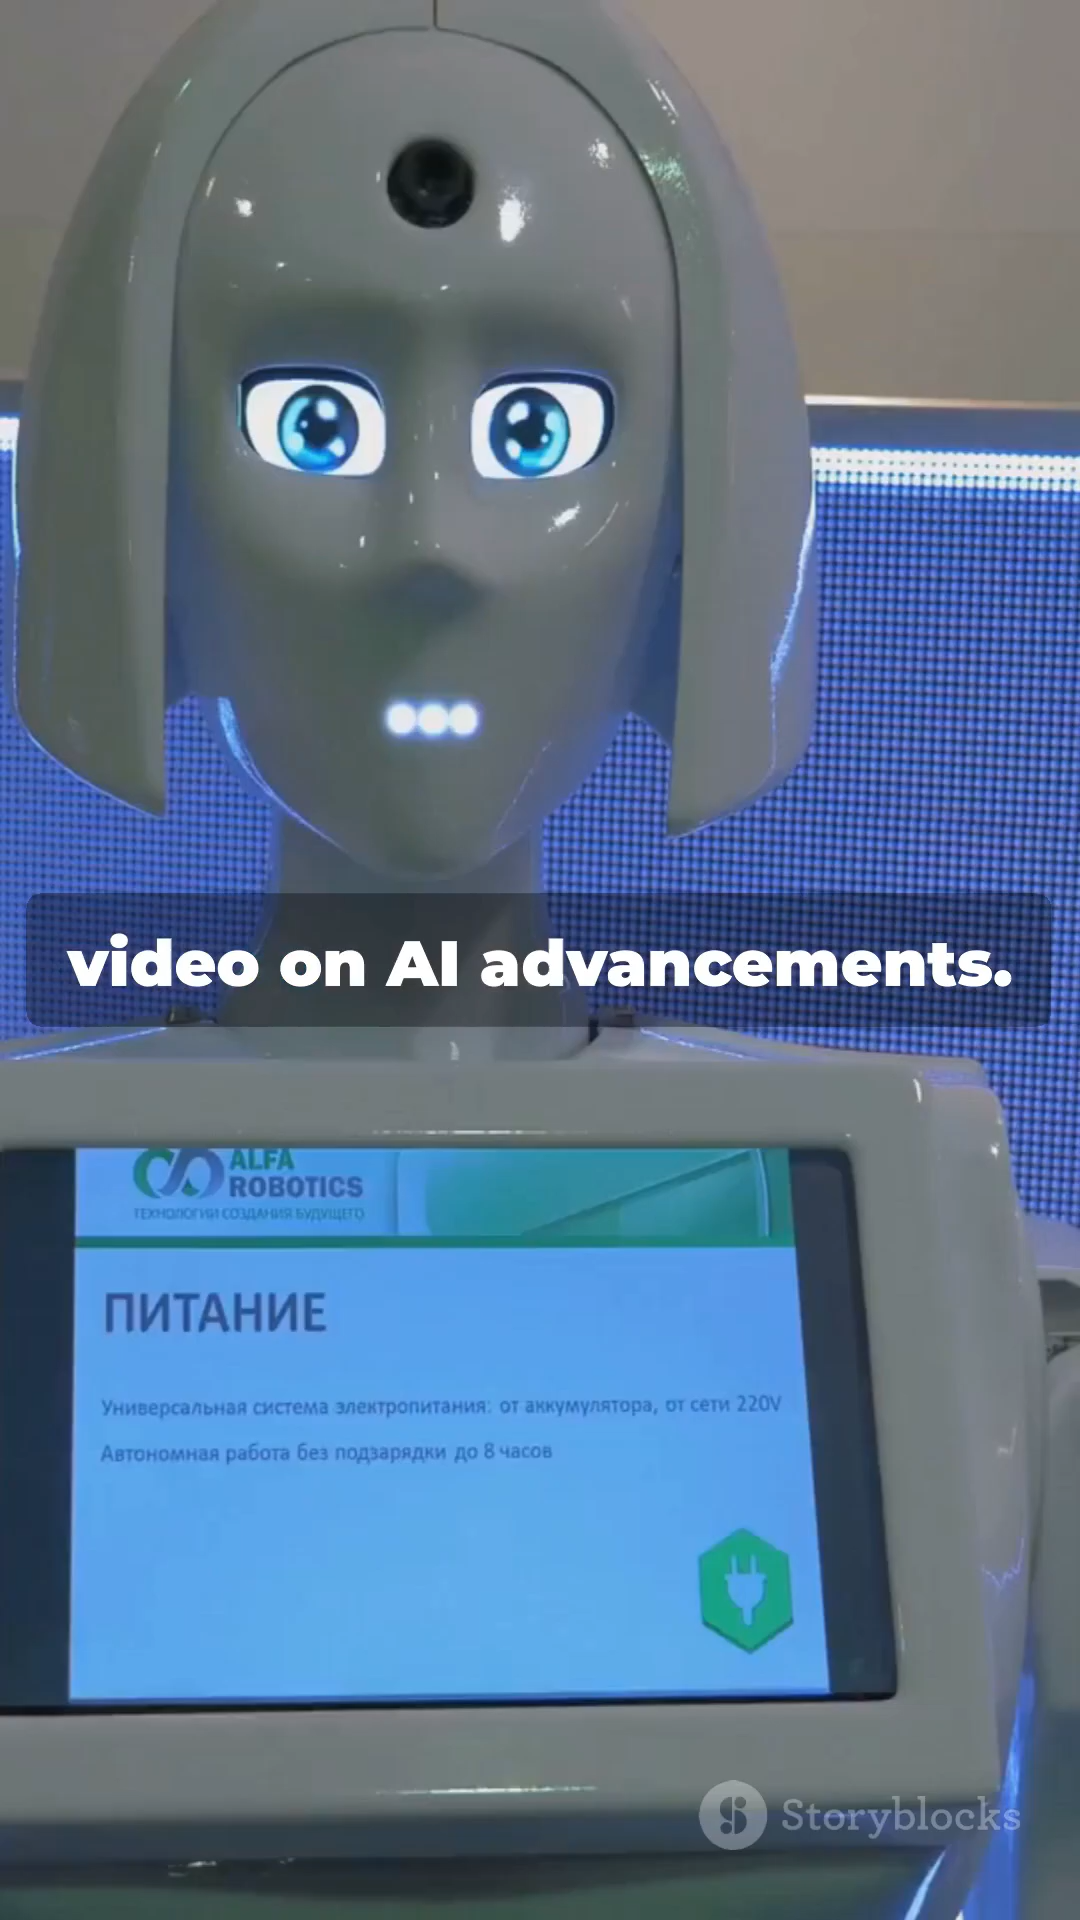 video on AI advancements.
ALFA
ROBOTICS
ТЕХНОЛОГИИ СОЗДАНИЯ БУДУЩЕГО
ПИТАНИЕ
Универсальная система электропитания: от аккумулятора, от сети 220V
Автономная работа без подзарядки до 8 часов
Storyblocks